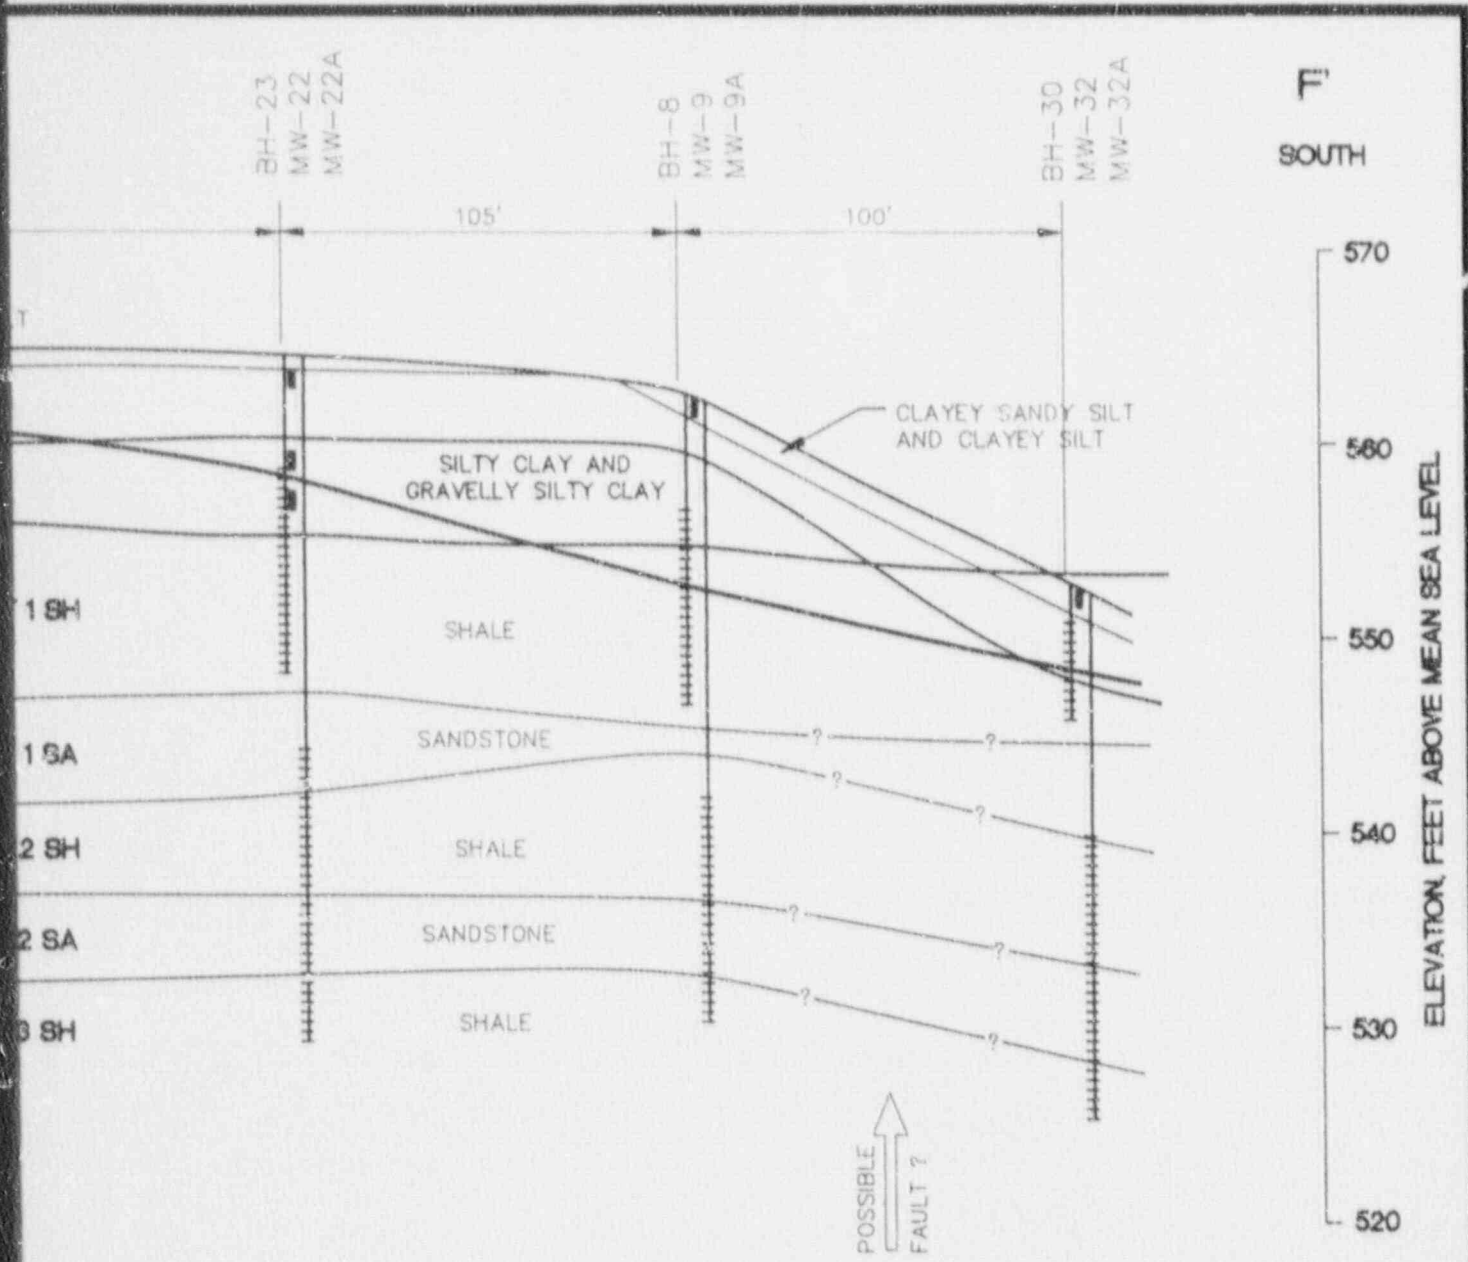 BH-23
MW-22
MW-22A
BH-8
MW-9
MW-9A
BH-30
MW-32
MW-32A
F'
SOUTH
105'
100'
570
T
CLAYEY SANDY SILT
AND CLAYEY SILT
560
SILTY CLAY AND
GRAVELLY SILTY CLAY
ELEVATION, FEET ABOVE MEAN SEA LEVEL
1 SH
SHALE
550
1 SA
SANDSTONE
?
?
?
?
2 SH
SHALE
540
2 SA
SANDSTONE
?
?
3 SH
SHALE
?
?
530
POSSIBLE
FAULT ?
520